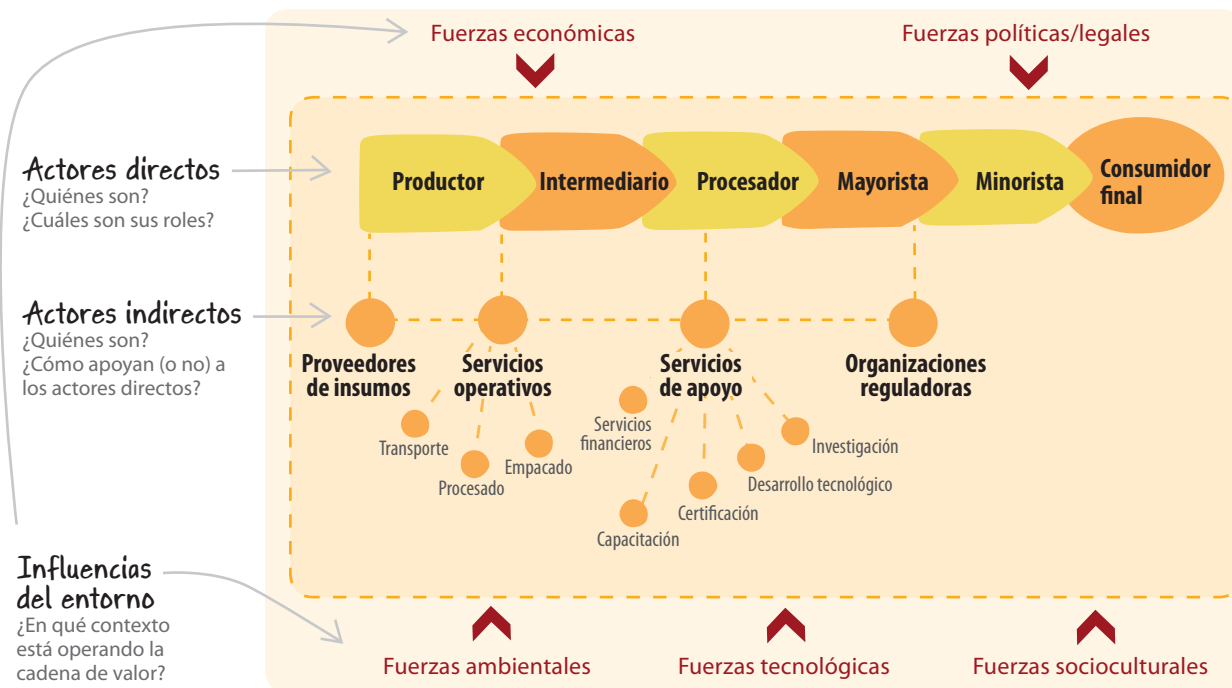 Fuerzas económicas
Fuerzas políticas/legales
Actores directos
¿Quiénes son?
¿Cuáles son sus roles?
Productor
Intermediario
Procesador
Mayorista
Minorista
Consumidor
final
Actores indirectos
¿Quiénes son?
¿Cómo apoyan (o no) a
los actores directos?
Proveedores
de insumos
Servicios
operativos
Servicios
de apoyo
Organizaciones
reguladoras
Transporte
Procesado
Empacado
Servicios
financieros
Capacitación
Certificación
Desarrollo tecnológico
Investigación
Influencias
del entorno
¿En qué contexto
está operando la
cadena de valor?
Fuerzas ambientales
Fuerzas tecnológicas
Fuerzas socioculturales